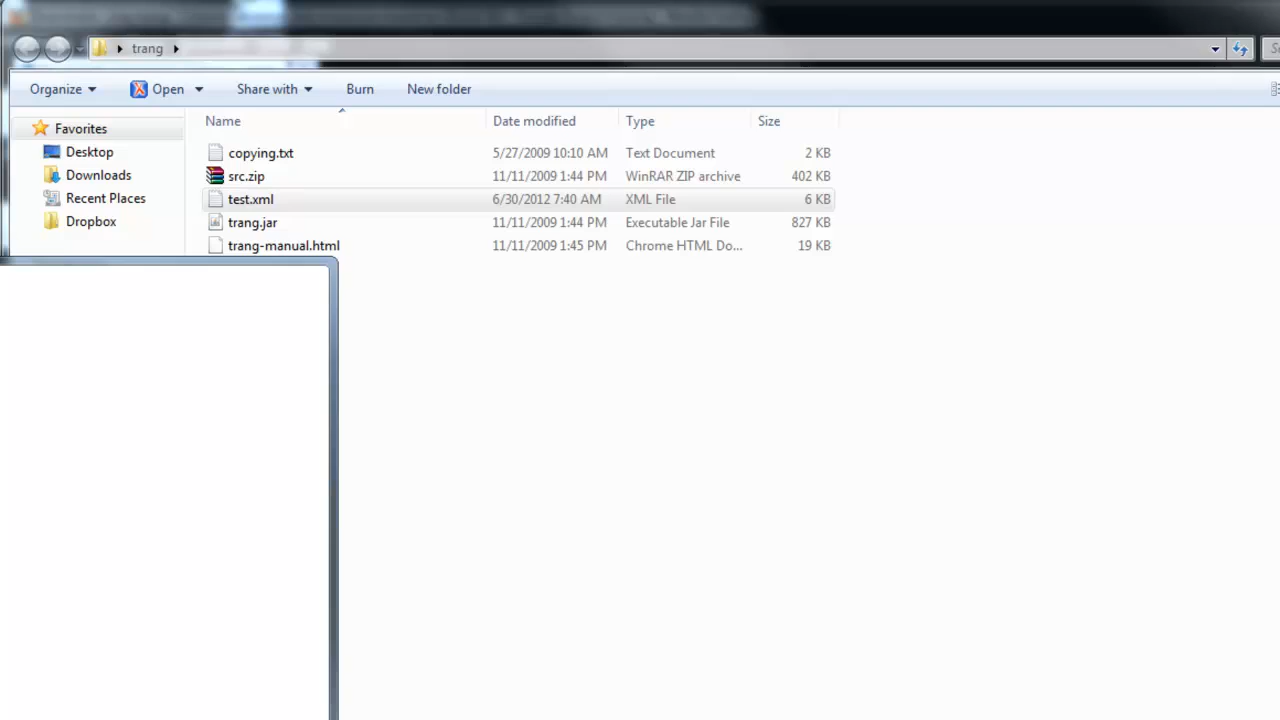 trang
Organize Open Share with Burn New folder
Favorites
Desktop
Downloads
Recent Places
Dropbox
Name Date modified Type Size
copying.txt 5/27/2009 10:10 AM Text Document 2 KB
src.zip 11/11/2009 1:44 PM WinRAR ZIP archive 402 KB
test.xml 6/30/2012 7:40 AM XML File 6 KB
trang.jar 11/11/2009 1:44 PM Executable Jar File 827 KB
trang-manual.html 11/11/2009 1:45 PM Chrome HTML Do... 19 KB